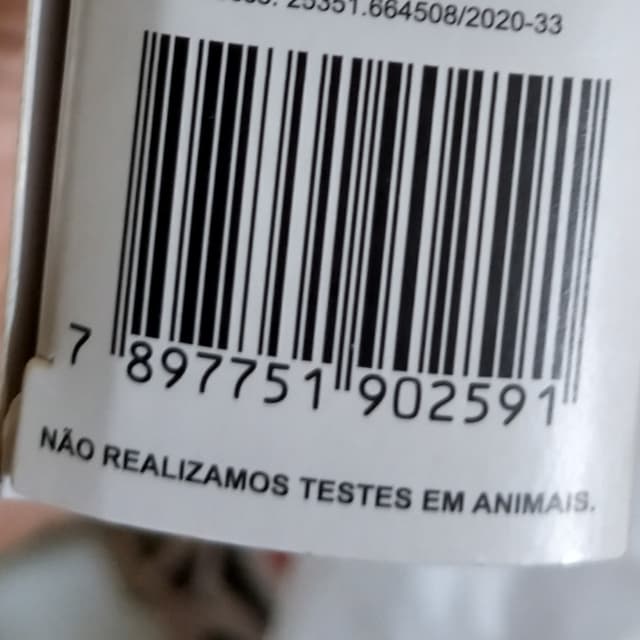 25351.664508/2020-33
7 897751 902591
NÃO REALIZAMOS TESTES EM ANIMAIS.